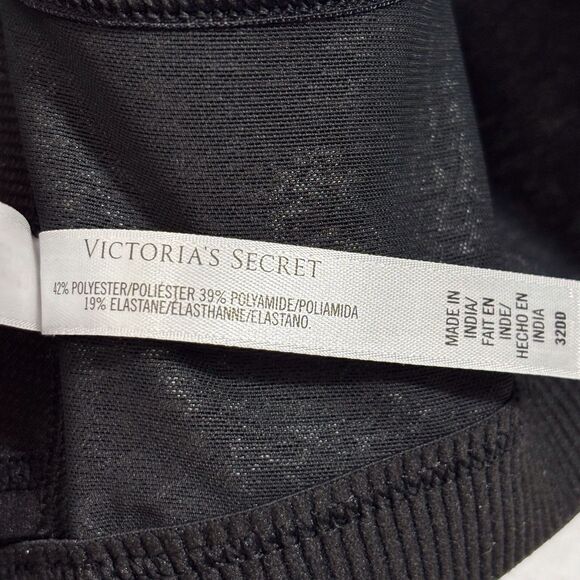 VICTORIA'S SECRET
42% POLYESTER/POLIÉSTER 39% POLYAMIDE/POLIAMIDA
19% ELASTANE/ÉLASTHANNE/ELASTANO.
MADE IN
INDIA/
FAIT EN
INDE/
HECHO EN
INDIA
32DD